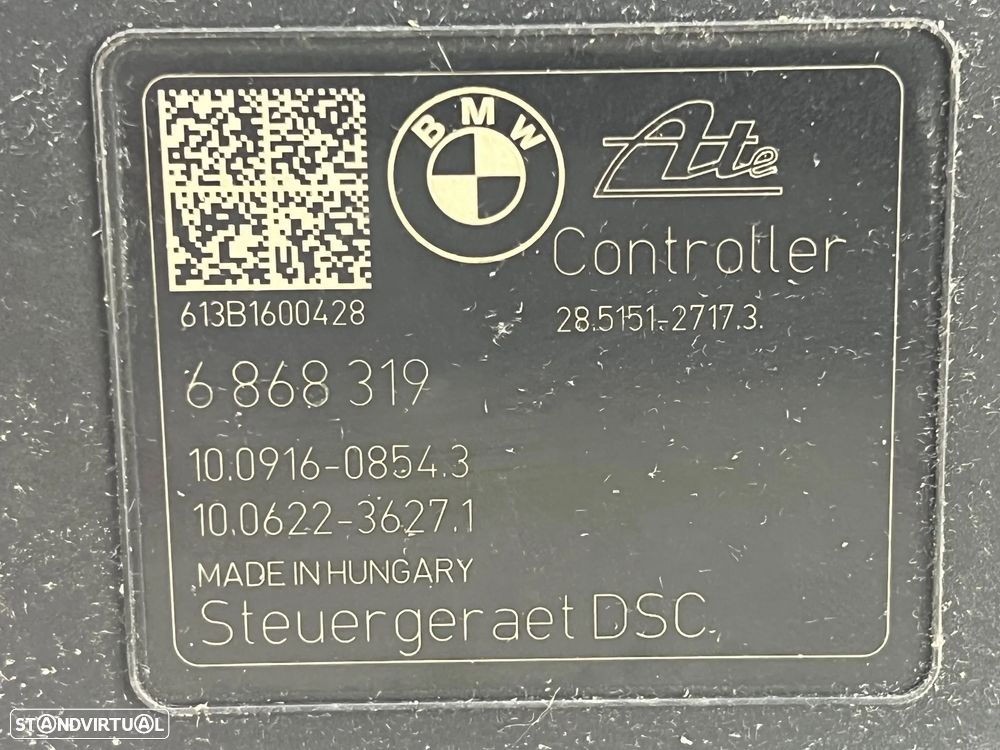 BMW
Ate
Controller
613B1600428
28.5151-2717.3.
6 868 319
10.0916-0854.3
10.0622-3627.1
MADE IN HUNGARY
Steuergeraet DSC
STANDVIRTUAL